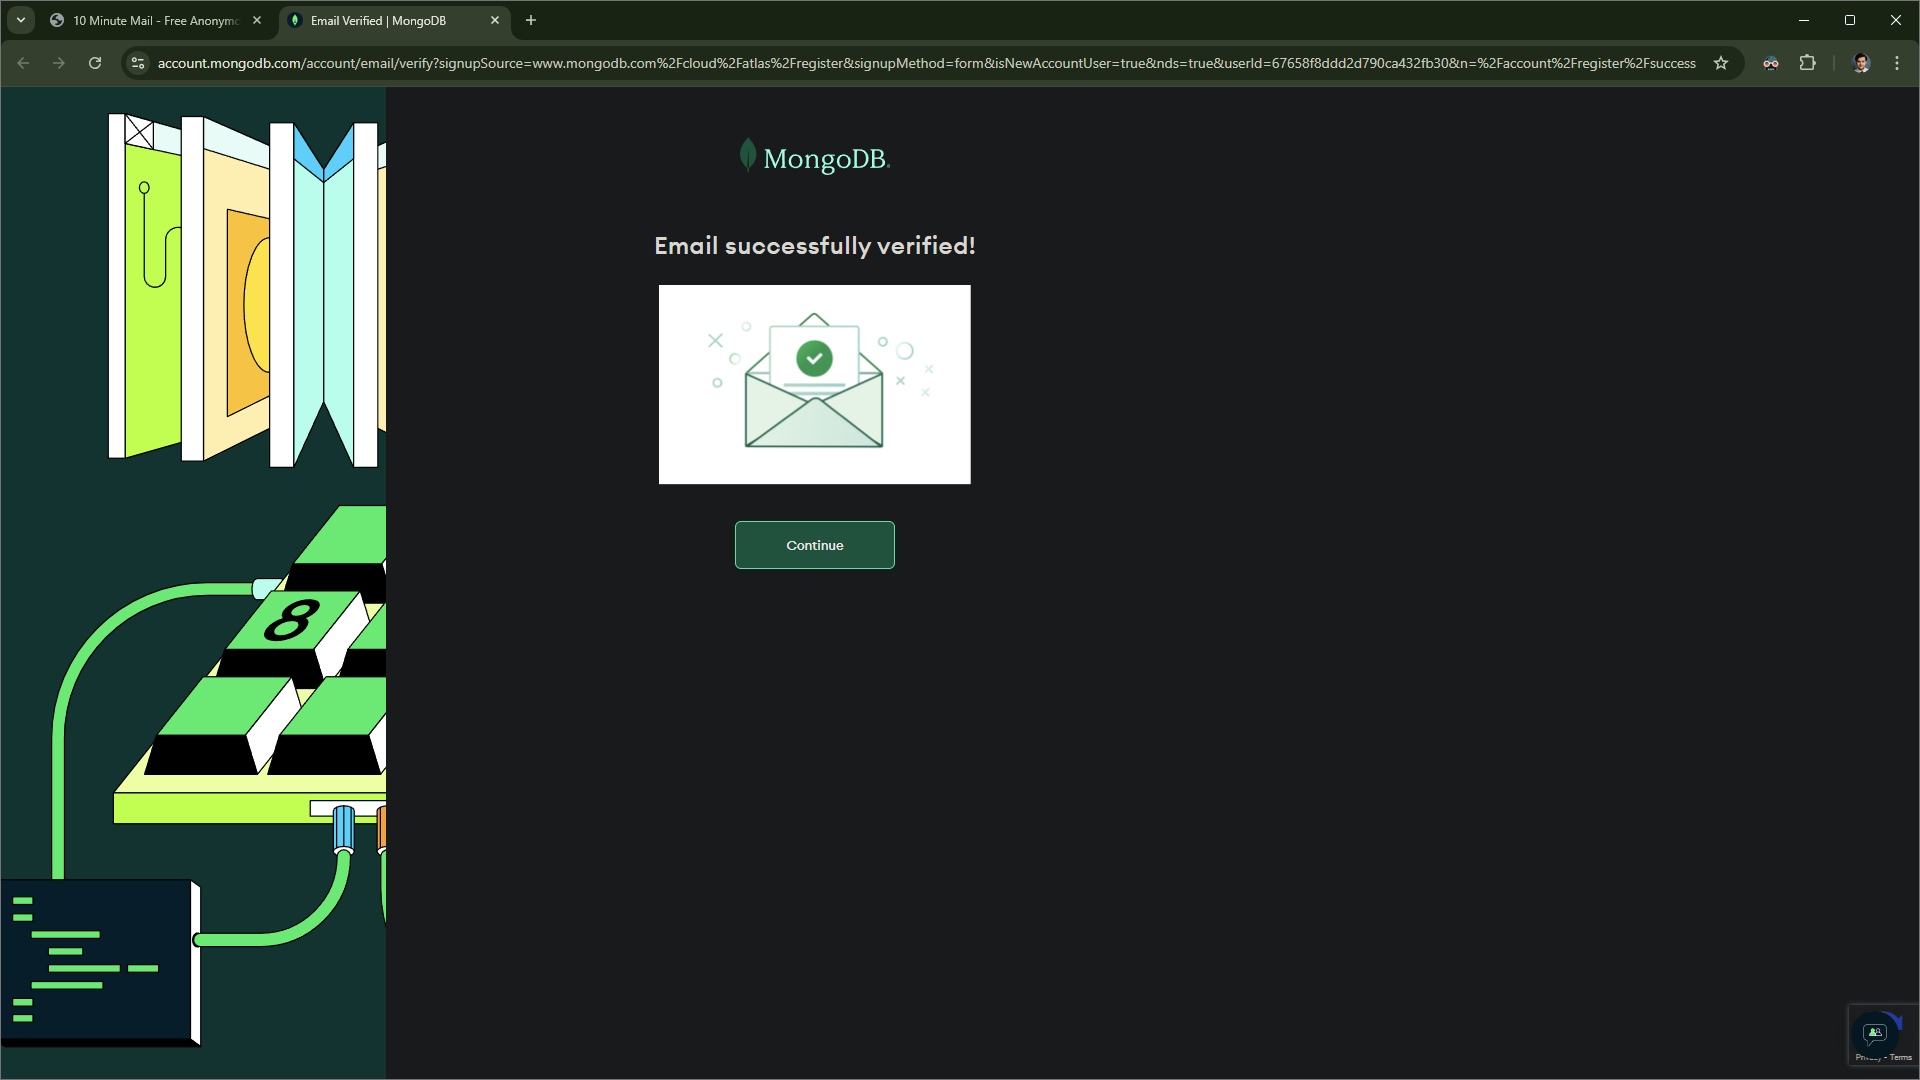 10 Minute Mail - Free Anonym
Email Verified | MongoDB
account.mongodb.com/account/email/verify?signupSource=www.mongodb.com%2Fcloud%2Fatlas%2Fregister&signupMethod=form&isNewAccountUser=true&nds=true&userId=67658f8ddd2d790ca432fb30&n=%2Faccount%2Fregister%2Fsuccess
MongoDB.
Email successfully verified!
Continue
8
- Terms